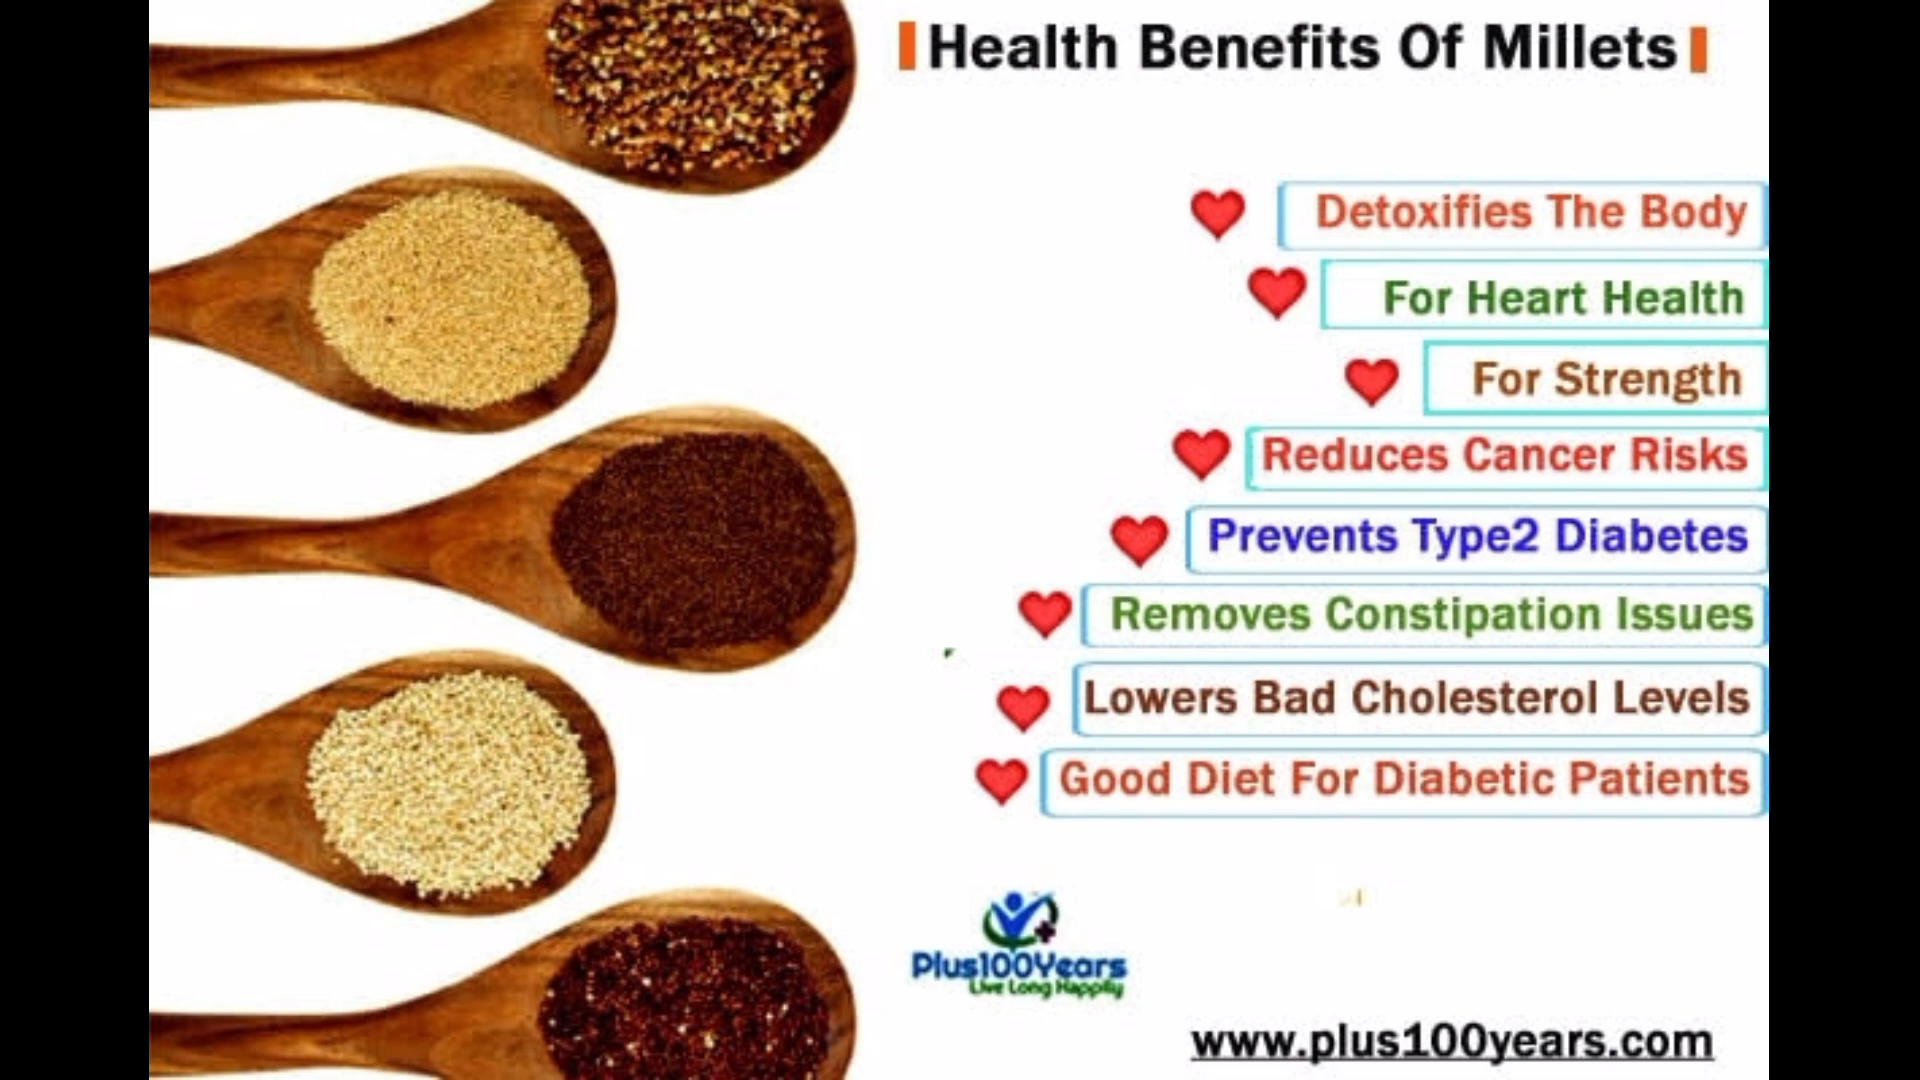 Health Benefits Of Millets
Detoxifies The Body
For Heart Health
For Strength
Reduces Cancer Risks
Prevents Type2 Diabetes
Removes Constipation Issues
Lowers Bad Cholesterol Levels
Good Diet For Diabetic Patients
Plus100Years
Live Long Happily
www.plus100years.com